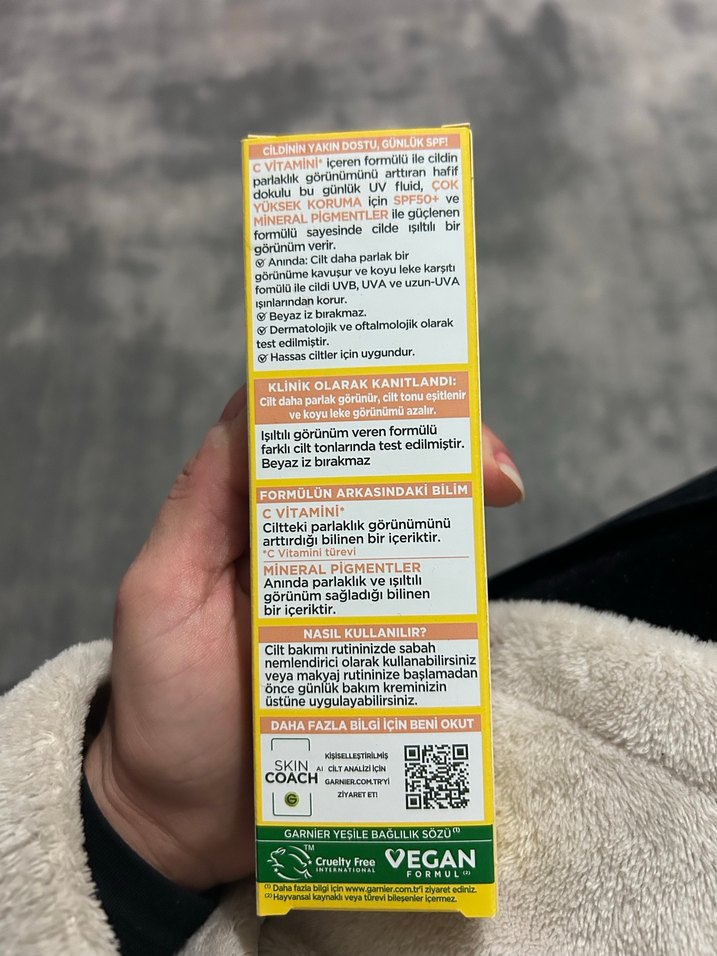 CİLDİNİN YAKIN DOSTU, GÜNLÜK SPF!
C VİTAMİNİ* içeren formülü ile cildin
parlaklık görünümünü arttıran hafif
dokulu bu günlük UV fluid, ÇOK
YÜKSEK KORUMA için SPF50+ ve
MİNERAL PİGMENTLER ile güçlenen
formülü sayesinde cilde ışıltılı bir
görünüm verir.
Anında: Cilt daha parlak bir
görünüme kavuşur ve koyu leke karşıtı
fomülü ile cildi UVB, UVA ve uzun-UVA
ışınlarından korur.
Beyaz iz bırakmaz.
Dermatolojik ve oftalmolojik olarak
test edilmiştir.
Hassas ciltler için uygundur.
KLİNİK OLARAK KANITLANDI:
Cilt daha parlak görünür, cilt tonu eşitlenir
ve koyu leke görünümü azalır.
Işıltılı görünüm veren formülü
farklı cilt tonlarında test edilmiştir.
Beyaz iz bırakmaz
FORMÜLÜN ARKASINDAKİ BİLİM
C VİTAMİNİ*
Ciltteki parlaklık görünümünü
arttırdığı bilinen bir içeriktir.
*C Vitamini türevi
MİNERAL PİGMENTLER
Anında parlaklık ve ışıltılı
görünüm sağladığı bilinen
bir içeriktir.
NASIL KULLANILIR?
Cilt bakımı rutininizde sabah
nemlendirici olarak kullanabilirsiniz
veya makyaj rutininize başlamadan
önce günlük bakım kreminizin
üstüne uygulayabilirsiniz.
DAHA FAZLA BİLGİ İÇİN BENİ OKUT
SKIN
COACH AI
G
KİŞİSELLEŞTİRİLMİŞ
CİLT ANALİZİ İÇİN
GARNIER.COM.TR'Yİ
ZİYARET ET!
GARNIER YEŞİLE BAĞLILIK SÖZÜ (1)
TM
Cruelty Free
INTERNATIONAL
VEGAN
FORMUL (2)
(1) Daha fazla bilgi için www.garnier.com.tr'i ziyaret ediniz.
(2) Hayvansal kaynaklı veya türevi bileşenler içermez.